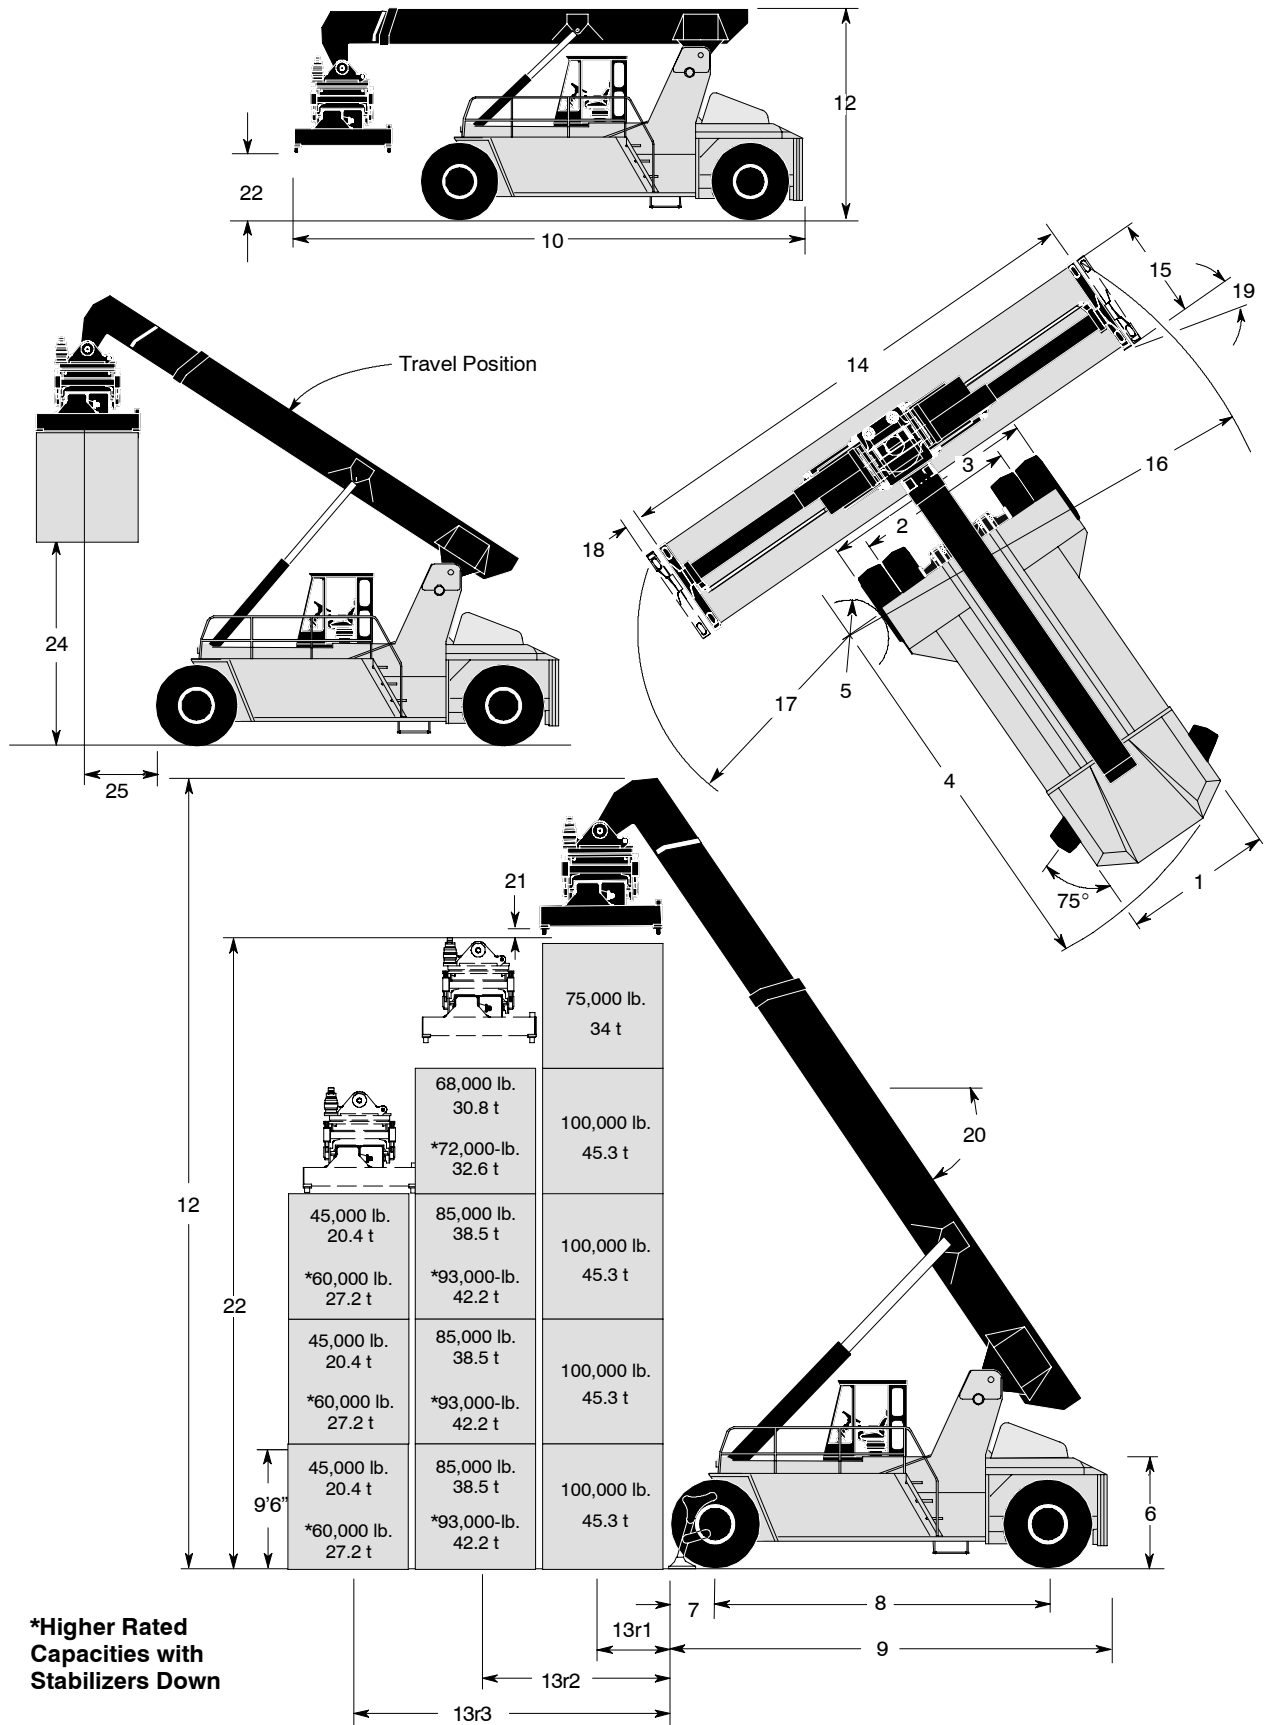 12
22
10
15
19
14
Travel Position
3
16
2
18
24
5
17
25
4
1
75°
21
75,000 lb.
34 t
68,000 lb.
30.8 t
*72,000-lb.
32.6 t
100,000 lb.
45.3 t
20
12
45,000 lb.
20.4 t
*60,000 lb.
27.2 t
85,000 lb.
38.5 t
*93,000-lb.
42.2 t
100,000 lb.
45.3 t
22
45,000 lb.
20.4 t
*60,000 lb.
27.2 t
85,000 lb.
38.5 t
*93,000-lb.
42.2 t
100,000 lb.
45.3 t
9’6”
45,000 lb.
20.4 t
*60,000 lb.
27.2 t
85,000 lb.
38.5 t
*93,000-lb.
42.2 t
100,000 lb.
45.3 t
6
7
8
13r1
9
13r2
13r3
*Higher Rated
Capacities with
Stabilizers Down